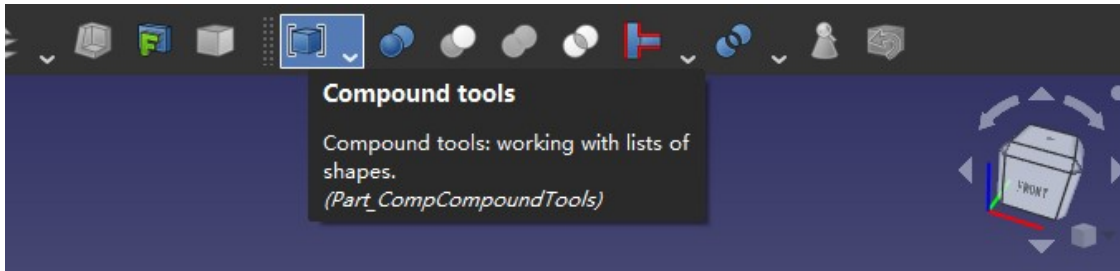 Compound tools
Compound tools: working with lists of
shapes.
(Part_CompCompoundTools)
FRONT